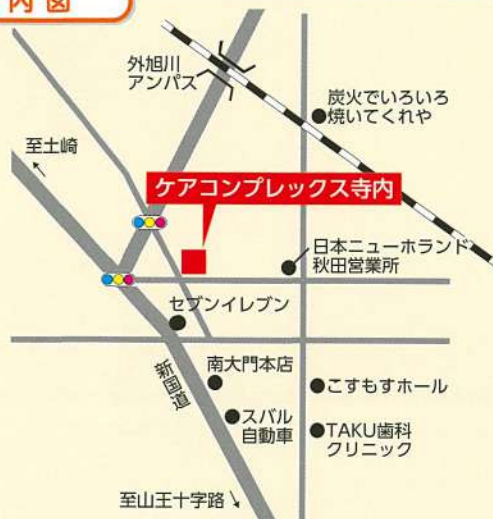 内図
外旭川
アンパス
炭火でいろいろ
焼いてくれや
至土崎
ケアコンプレックス寺内
日本ニューホランド
秋田営業所
セブンイレブン
新国道
南大門本店
こすもすホール
スバル
自動車
TAKU歯科
クリニック
至山王十字路